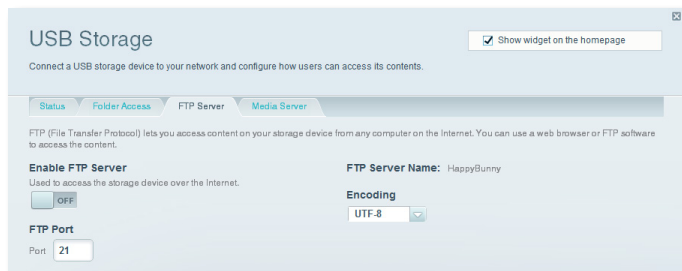 USB Storage
Show widget on the homepage
Connect a USB storage device to your network and configure how users can access its contents.
Status
Folder Access
FTP Server
Media Server
FTP (File Transfer Protocol) lets you access content on your storage device from any computer on the Internet. You can use a web browser or FTP software
to access the content.
Enable FTP Server
Used to access the storage device over the Internet.
OFF
FTP Server Name: HappyBunny
Encoding
UTF-8
FTP Port
Port 21